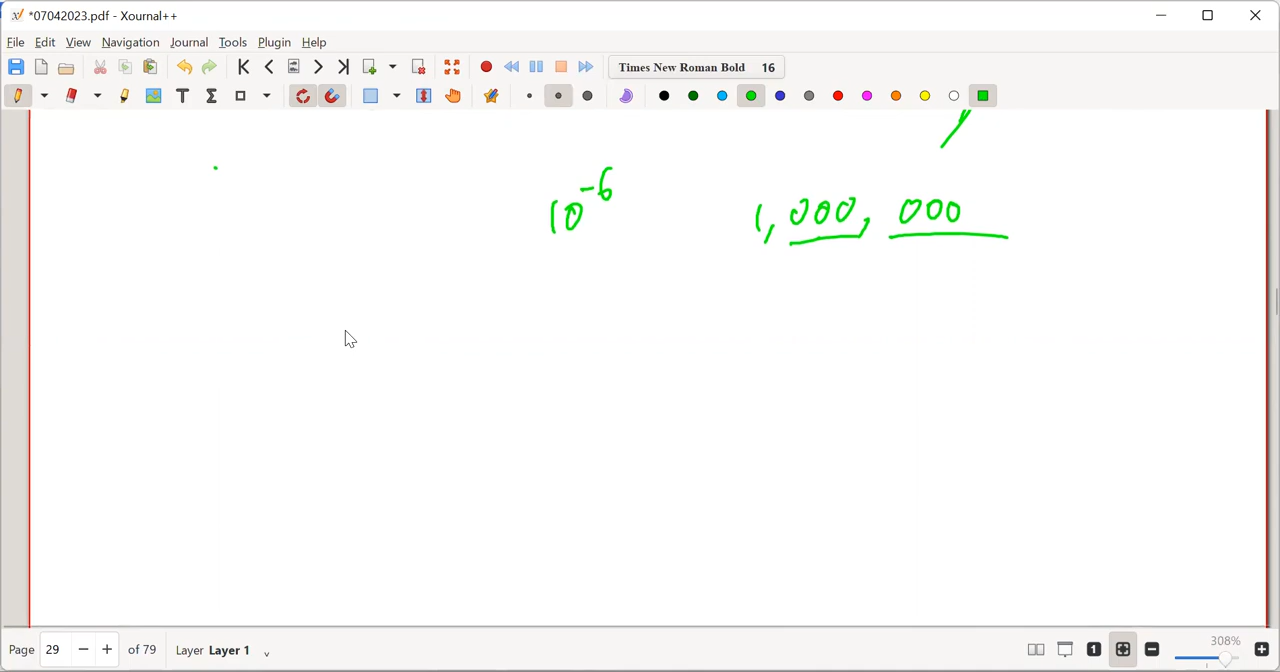 *07042023.pdf - Xournal++
File Edit View Navigation Journal Tools Plugin Help
Times New Roman Bold 16
10⁻⁶ 1,000,000
Page 29 of 79 Layer Layer 1 308%